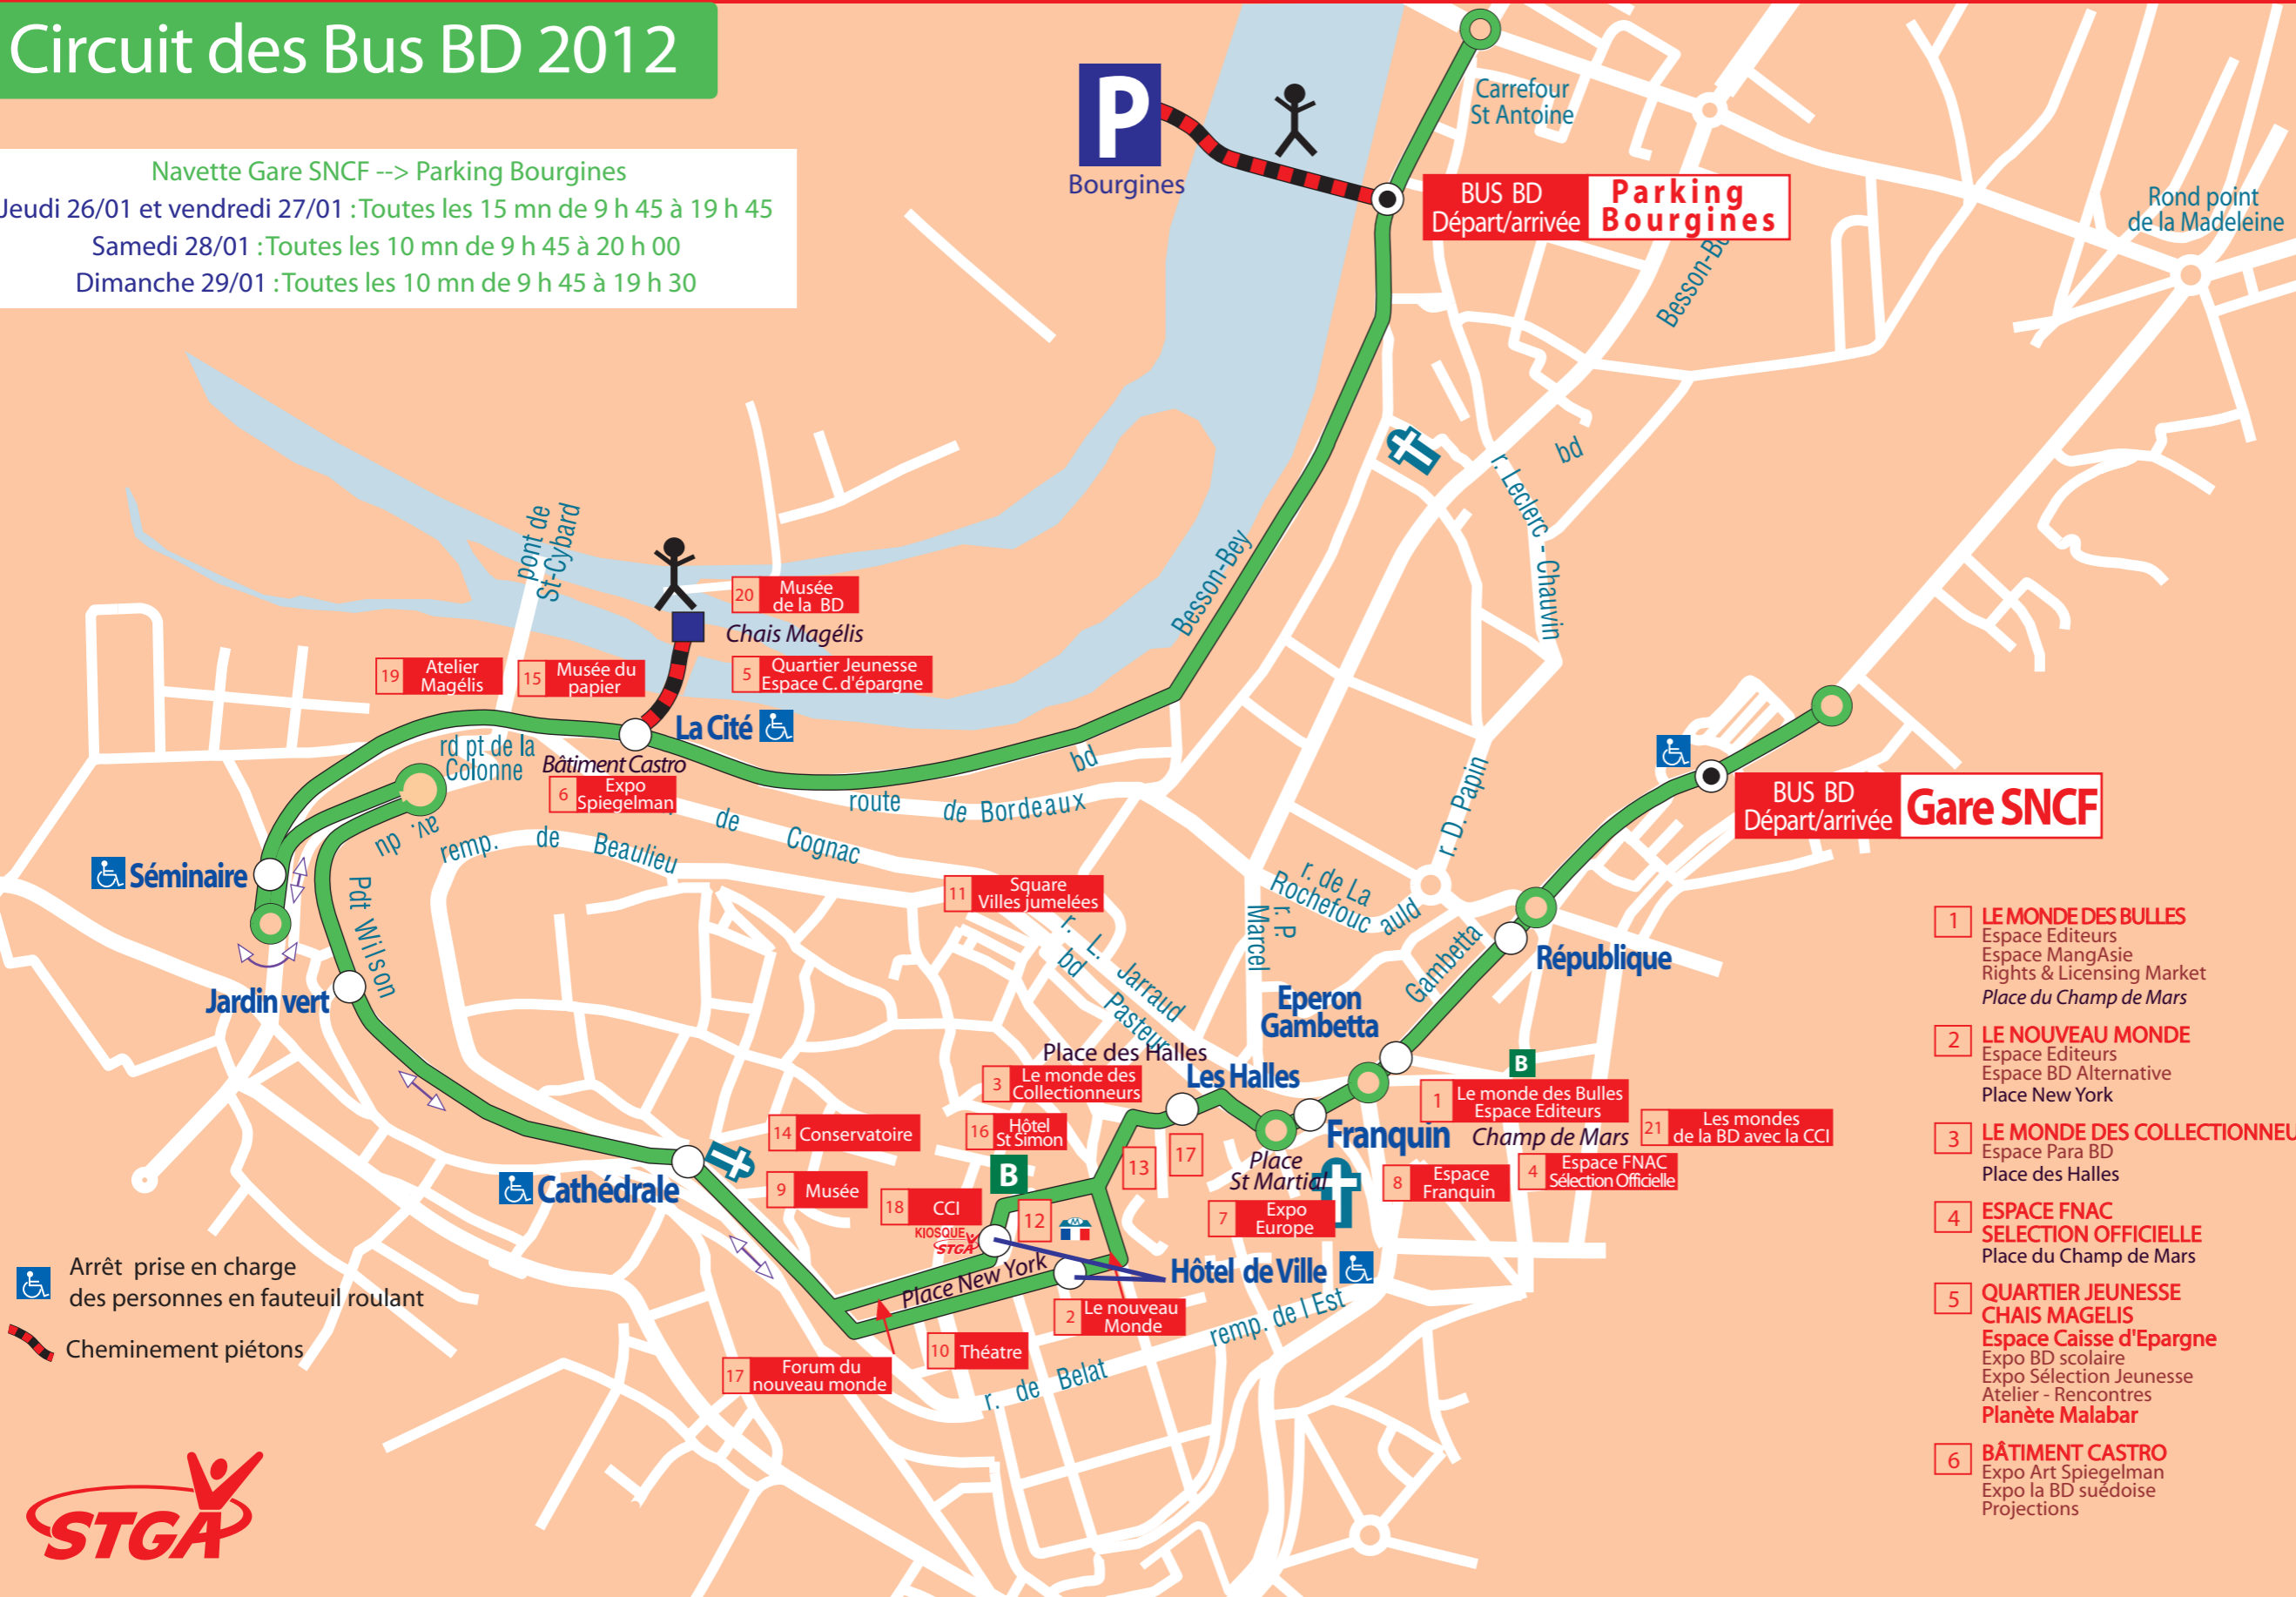 Circuit des Bus BD 2012
Navette Gare SNCF --> Parking Bourgines
Jeudi 26/01 et vendredi 27/01 : Toutes les 15 mn de 9 h 45 à 19 h 45
Samedi 28/01 : Toutes les 10 mn de 9 h 45 à 20 h 00
Dimanche 29/01 : Toutes les 10 mn de 9 h 45 à 19 h 30
P
Bourgines
Carrefour
St Antoine
BUS BD
Départ/arrivée
Parking
Bourgines
Rond point
de la Madeleine
Besson-B
bd
r. Leclerc - Chauvin
Besson-Bey
bd
pont de
St-Cybard
20 Musée
de la BD
Chais Magélis
5 Quartier Jeunesse
Espace C. d'épargne
19 Atelier
Magélis
15 Musée du
papier
La Cité
rd pt de la
Colonne
Bâtiment Castro
6 Expo
Spiegelman
route de Bordeaux
de Cognac
remp. de Beaulieu
av. du
Pdt Wilson
Séminaire
Jardin vert
11 Square
Villes jumelées
r. L. Jarraud
bd Pasteur
r. P.
Marcel
r. de La
Rochefouc auld
r. D. Papin
Gambetta
BUS BD
Départ/arrivée
Gare SNCF
République
Eperon
Gambetta
Place des Halles
3 Le monde des
Collectionneurs
Les Halles
B
1 Le monde des Bulles
Espace Editeurs
Champ de Mars
21 Les mondes
de la BD avec la CCI
4 Espace FNAC
Sélection Officielle
8 Espace
Franquin
Franquin
Place
St Martial
7 Expo
Europe
14 Conservatoire
16 Hôtel
St Simon
B
13
17
9 Musée
18 CCI
KIOSQUE
STGA
12
Cathédrale
Place New York
Hôtel de Ville
2 Le nouveau
Monde
10 Théatre
17 Forum du
nouveau monde
remp. de l Est
r. de Belat
Arrêt prise en charge
des personnes en fauteuil roulant
Cheminement piétons
STGA
1 LE MONDE DES BULLES
Espace Editeurs
Espace MangAsie
Rights & Licensing Market
Place du Champ de Mars
2 LE NOUVEAU MONDE
Espace Editeurs
Espace BD Alternative
Place New York
3 LE MONDE DES COLLECTIONNEU
Espace Para BD
Place des Halles
4 ESPACE FNAC
SELECTION OFFICIELLE
Place du Champ de Mars
5 QUARTIER JEUNESSE
CHAIS MAGELIS
Espace Caisse d'Epargne
Expo BD scolaire
Expo Sélection Jeunesse
Atelier - Rencontres
Planète Malabar
6 BÂTIMENT CASTRO
Expo Art Spiegelman
Expo la BD suédoise
Projections